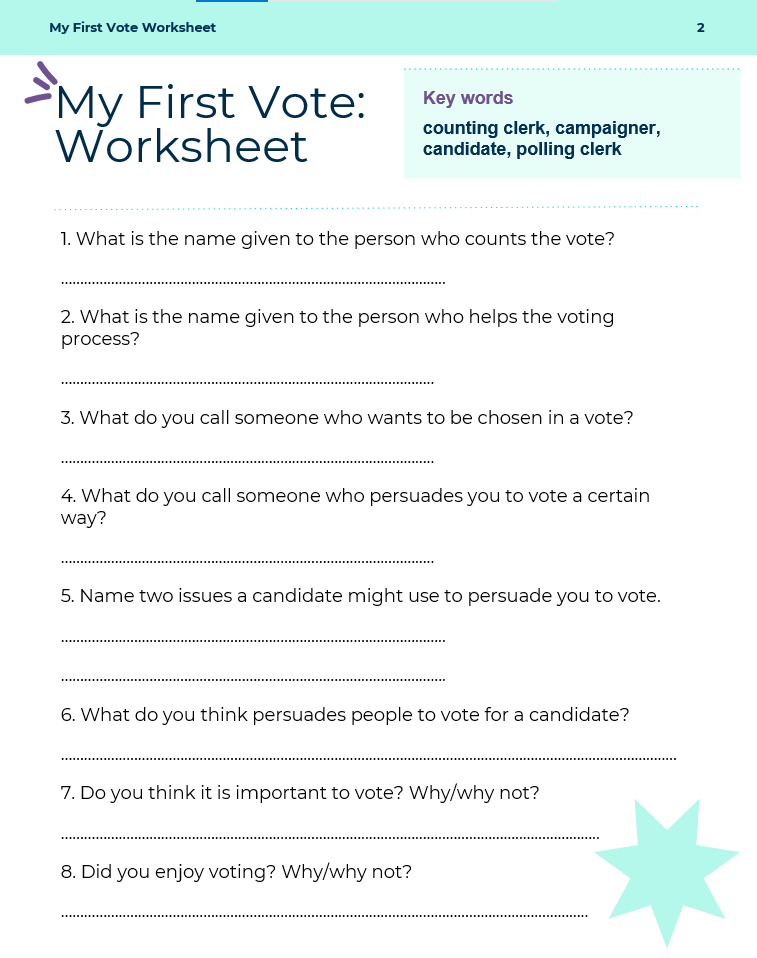 My First Vote Worksheet
2
My First Vote:
Worksheet
Key words
counting clerk, campaigner,
candidate, polling clerk
1. What is the name given to the person who counts the vote?
....................................................................................................
2. What is the name given to the person who helps the voting
process?
.................................................................................................
3. What do you call someone who wants to be chosen in a vote?
.................................................................................................
4. What do you call someone who persuades you to vote a certain
way?
.................................................................................................
5. Name two issues a candidate might use to persuade you to vote.
....................................................................................................
....................................................................................................
6. What do you think persuades people to vote for a candidate?
................................................................................................................................................................
7. Do you think it is important to vote? Why/why not?
............................................................................................................................................
8. Did you enjoy voting? Why/why not?
.........................................................................................................................................